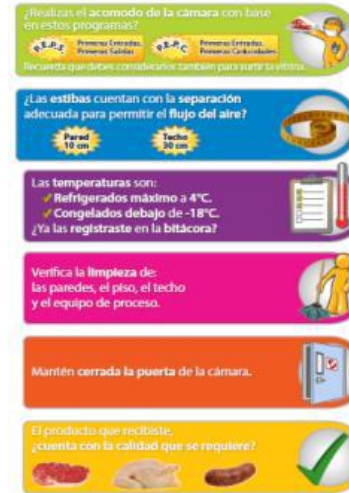 ¿Realizas el acomodo de la cámara con base
en estos programas?
P.E.P.S. Primeras Entradas, Primeras Salidas
P.E.P.C. Primeras Entradas, Primeras Caducidades
Recuerda que debes considerarlos también para surtir la vitrina.
¿Las estibas cuentan con la separación
adecuada para permitir el flujo del aire?
Pared
10 cm
Techo
30 cm
Las temperaturas son:
Refrigerados máximo a 4°C.
Congelados debajo de -18°C.
¿Ya las registraste en la bitácora?
Verifica la limpieza de:
las paredes, el piso, el techo
y el equipo de proceso.
Mantén cerrada la puerta de la cámara.
El producto que recibiste,
¿cuenta con la calidad que se requiere?